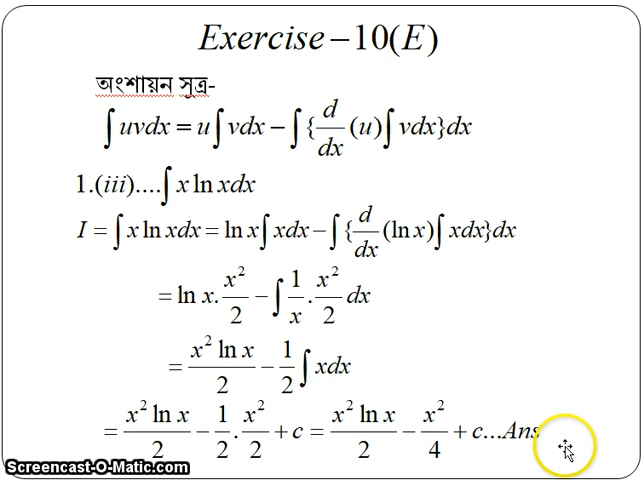 Exercise – 10(E)
অংশায়ন সুত্র-
∫ uvdx = u∫ vdx – ∫ {d/dx (u)∫ vdx}dx
1.(iii)....∫ x ln xdx
I = ∫ x ln xdx = ln x∫ xdx – ∫ {d/dx (ln x)∫ xdx}dx
= ln x. x²/2 – ∫ 1/x . x²/2 dx
= x² ln x/2 – 1/2 ∫ xdx
= x² ln x/2 – 1/2 . x²/2 + c = x² ln x/2 – x²/4 + c...Ans
Screencast-O-Matic.com